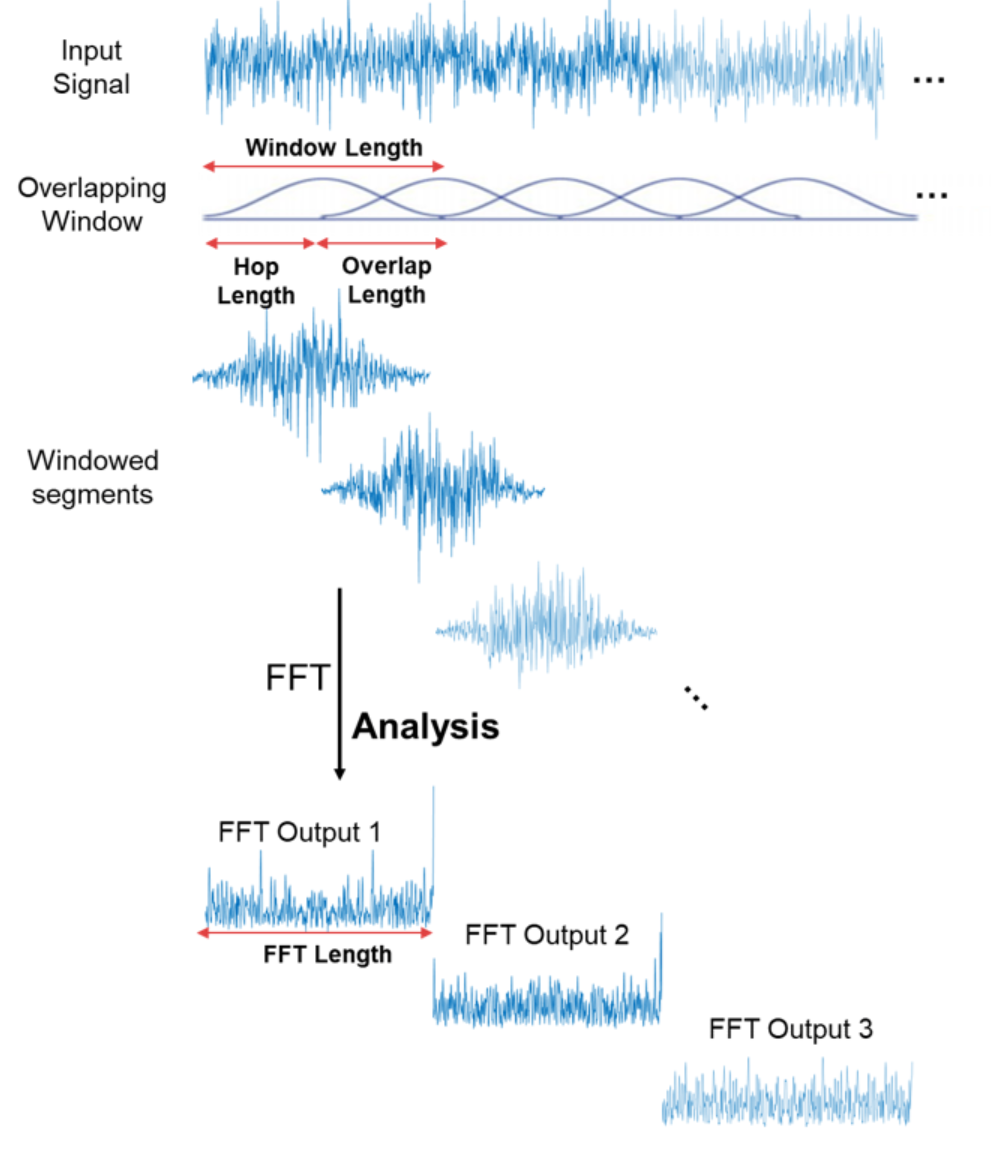 Input
Signal
...
Window Length
Overlapping
Window
...
Hop
Length
Overlap
Length
Windowed
segments
...
FFT
Analysis
FFT Output 1
FFT Length
FFT Output 2
FFT Output 3